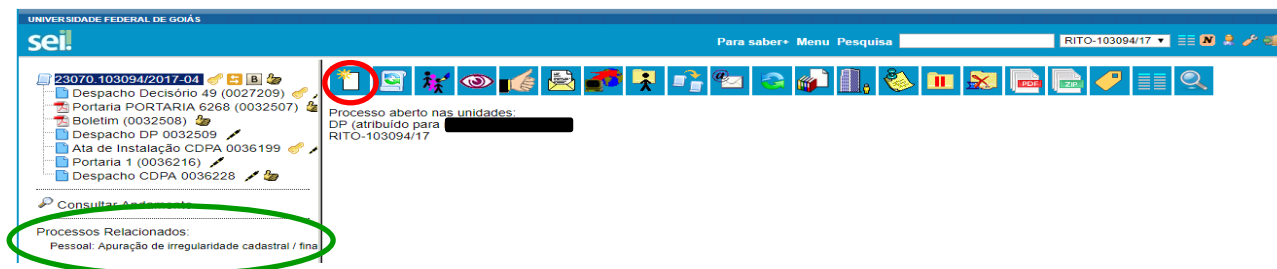 UNIVERSIDADE FEDERAL DE GOIÁS
sei!
Para saber+ Menu Pesquisa
RITO-103094/17
N
23070.103094/2017-04
B
Despacho Decisório 49 (0027209)
Portaria PORTARIA 6268 (0032507)
Boletim (0032508)
Despacho DP 0032509
Ata de Instalação CDPA 0036199
Portaria 1 (0036216)
Despacho CDPA 0036228
Consultar Andamento
Processos Relacionados:
Pessoal: Apuração de irregularidade cadastral / fina
PDF
ZIP
Processo aberto nas unidades:
DP (atribuído para
RITO-103094/17